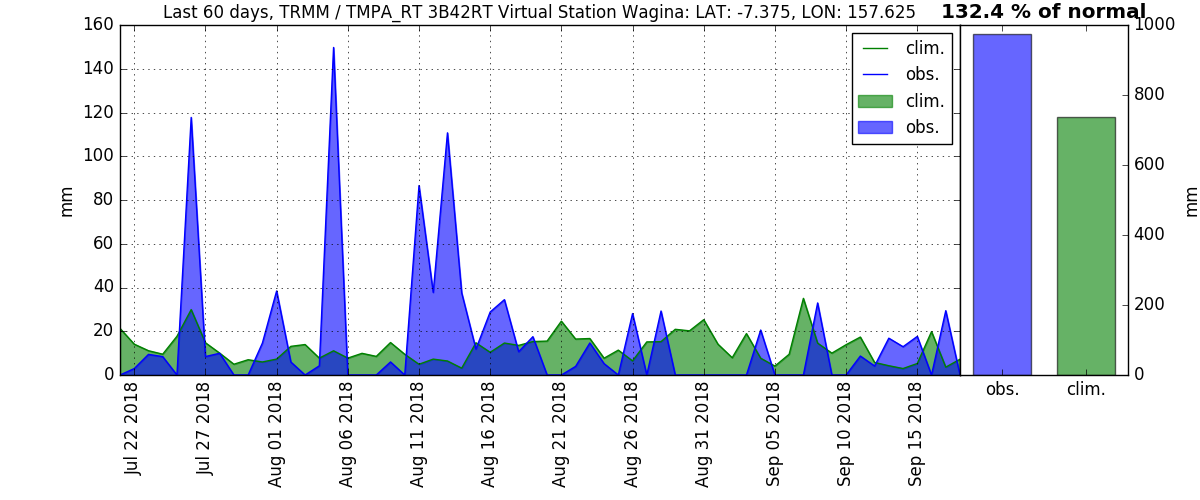 Last 60 days, TRMM / TMPA_RT 3B42RT Virtual Station Wagina: LAT: -7.375, LON: 157.625
132.4 % of normal
160
140
120
100
80
60
40
20
0
mm
clim.
obs.
clim.
obs.
Jul 22 2018
Jul 27 2018
Aug 01 2018
Aug 06 2018
Aug 11 2018
Aug 16 2018
Aug 21 2018
Aug 26 2018
Aug 31 2018
Sep 05 2018
Sep 10 2018
Sep 15 2018
1000
800
600
400
200
0
mm
obs.
clim.